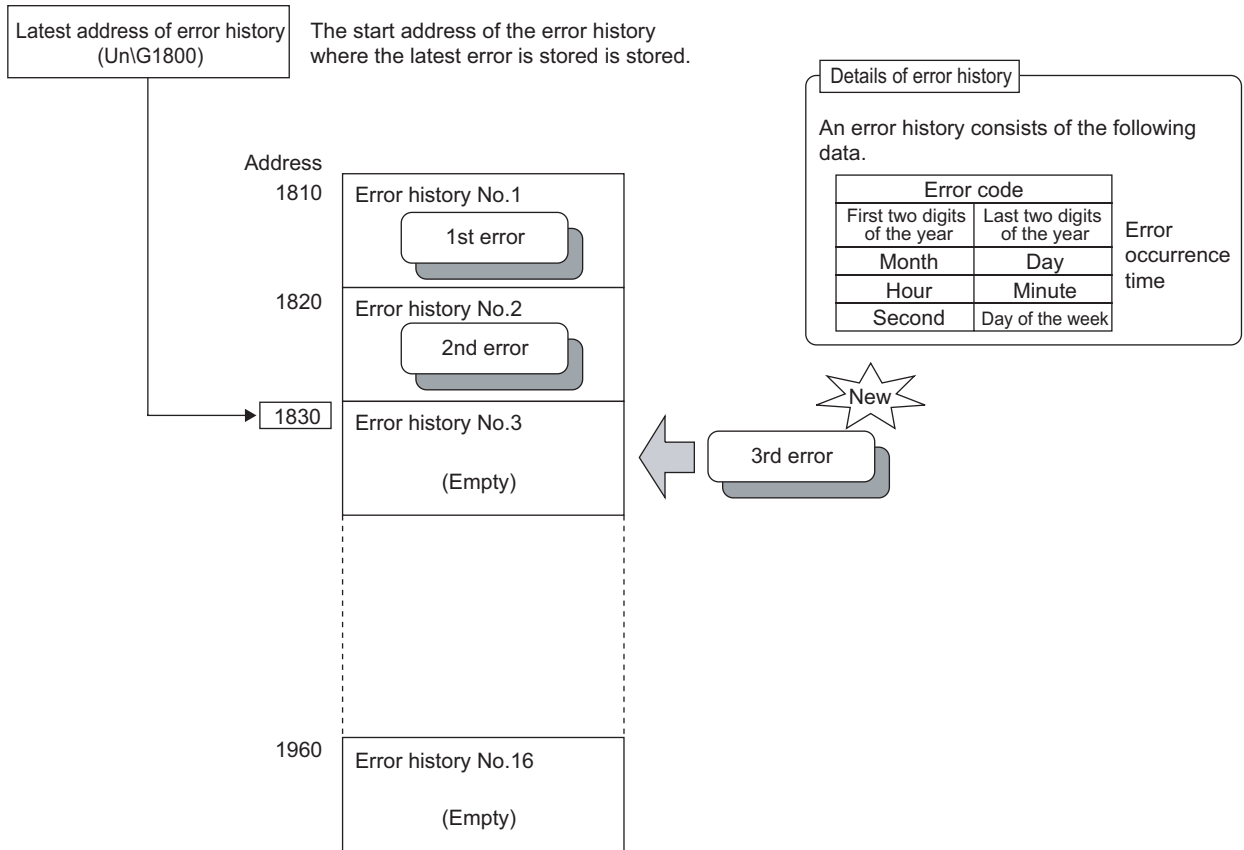 Latest address of error history
(Un\G1800)
The start address of the error history
where the latest error is stored is stored.
Details of error history
An error history consists of the following
data.
Error code
First two digits
of the year
Last two digits
of the year
Month
Day
Hour
Minute
Second
Day of the week
Error
occurrence
time
Address
1810
Error history No.1
1st error
1820
Error history No.2
2nd error
1830
Error history No.3
(Empty)
New
3rd error
1960
Error history No.16
(Empty)